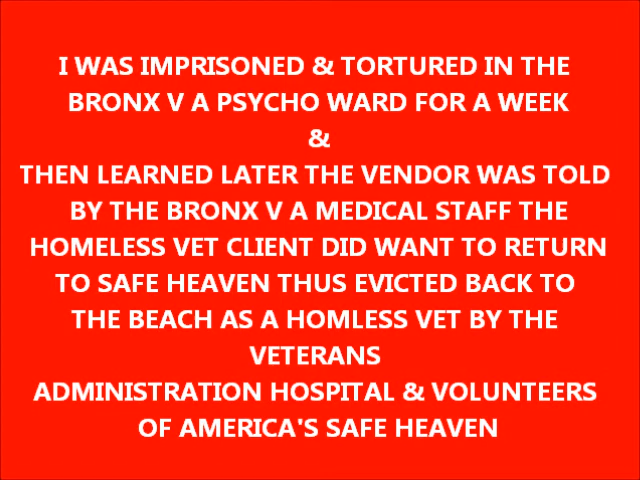 I WAS IMPRISONED & TORTURED IN THE
BRONX V A PSYCHO WARD FOR A WEEK
&
THEN LEARNED LATER THE VENDOR WAS TOLD
BY THE BRONX V A MEDICAL STAFF THE
HOMELESS VET CLIENT DID WANT TO RETURN
TO SAFE HEAVEN THUS EVICTED BACK TO
THE BEACH AS A HOMLESS VET BY THE
VETERANS
ADMINISTRATION HOSPITAL & VOLUNTEERS
OF AMERICA'S SAFE HEAVEN